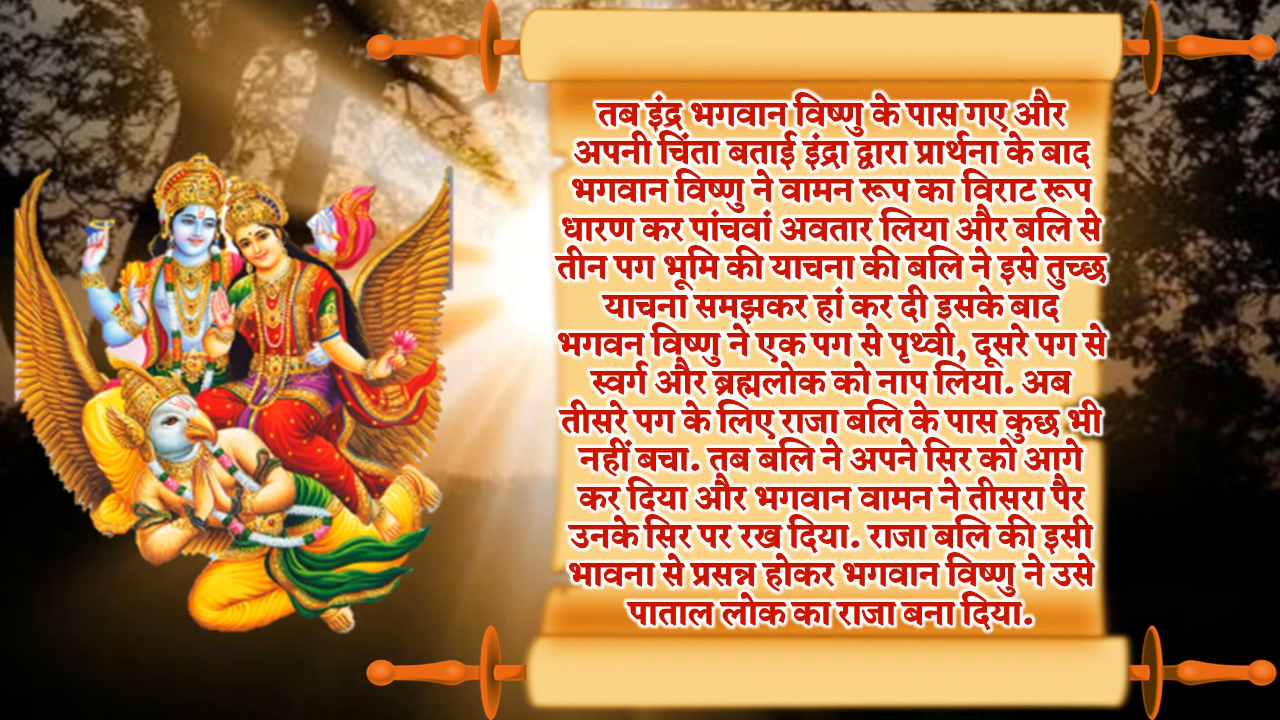 तब इंद्र भगवान विष्णु के पास गए और
अपनी चिंता बताई इंद्रा द्वारा प्रार्थना के बाद
भगवान विष्णु ने वामन रूप का विराट रूप
धारण कर पांचवां अवतार लिया और बलि से
तीन पग भूमि की याचना की बलि ने इसे तुच्छ
याचना समझकर हां कर दी इसके बाद
भगवन विष्णु ने एक पग से पृथ्वी, दूसरे पग से
स्वर्ग और ब्रह्मलोक को नाप लिया. अब
तीसरे पग के लिए राजा बलि के पास कुछ भी
नहीं बचा. तब बलि ने अपने सिर को आगे
कर दिया और भगवान वामन ने तीसरा पैर
उनके सिर पर रख दिया. राजा बलि की इसी
भावना से प्रसन्न होकर भगवान विष्णु ने उसे
पाताल लोक का राजा बना दिया.